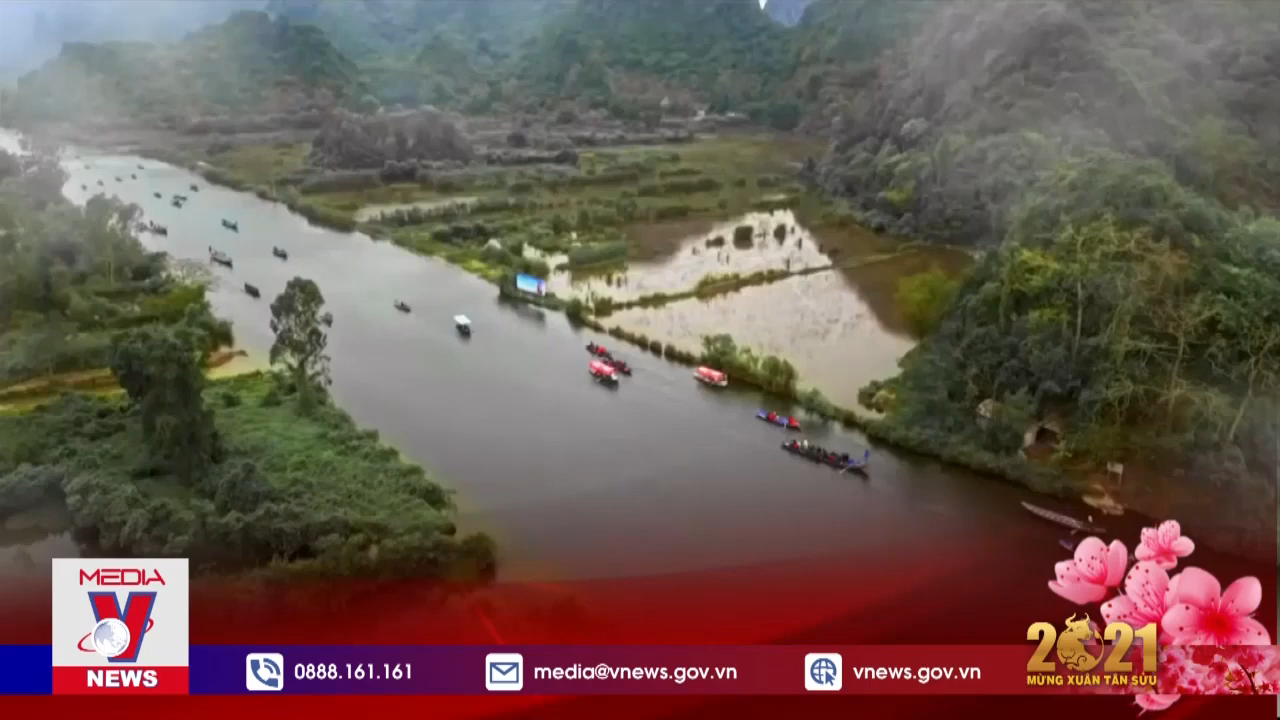 MEDIA
V
NEWS
0888.161.161
media@vnews.gov.vn
vnews.gov.vn
2021
MỪNG XUÂN TÂN SỬU